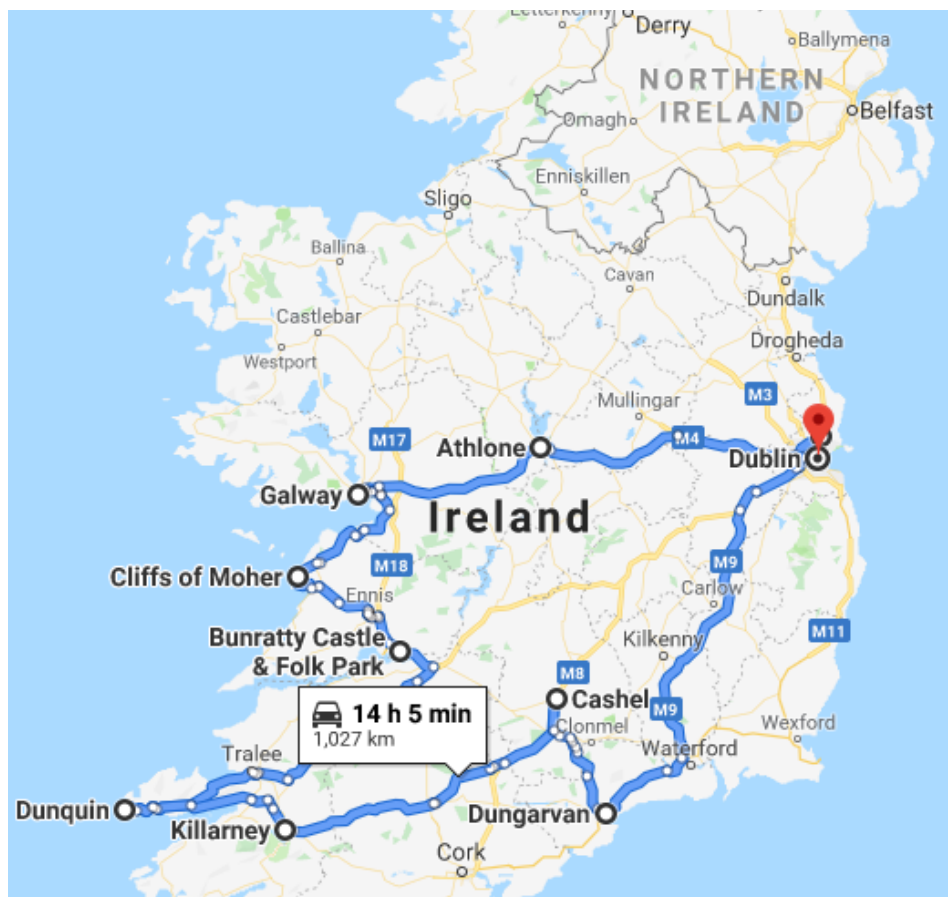 Letterkenny
Derry
Ballymena
NORTHERN
IRELAND
Belfast
Omagh
Enniskillen
Sligo
Ballina
Cavan
Dundalk
Castlebar
Drogheda
Westport
M3
Mullingar
M17
M4
Athlone
Dublin
Galway
Ireland
M18
M9
Cliffs of Moher
Carlow
Ennis
M11
Bunratty Castle
& Folk Park
Kilkenny
M8
Cashel
14 h 5 min
1,027 km
M9
Clonmel
Wexford
Waterford
Tralee
Dunquin
Killarney
Dungarvan
Cork